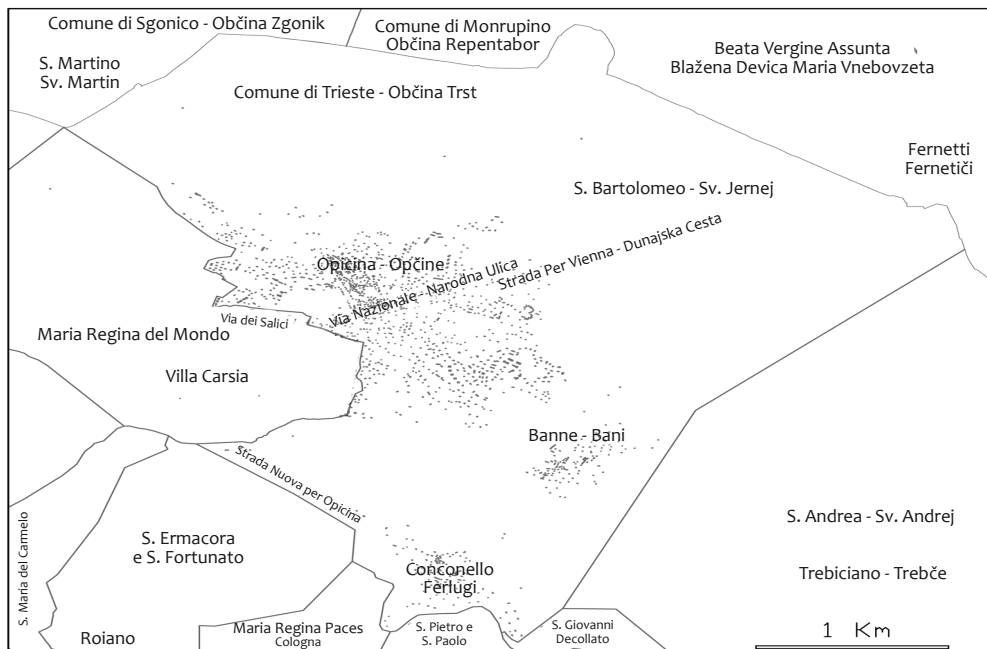 Comune di Sgonico - Občina Zgonik
Comune di Monrupino
Občina Repentabor
Beata Vergine Assunta
Blažena Devica Maria Vnebovzeta
S. Martino
Sv. Martin
Comune di Trieste - Občina Trst
Fernetti
Fernetiči
S. Bartolomeo - Sv. Jernej
Opicina - Opčine
Via Nazionale - Narodna Ulica
Strada Per Vienna - Dunajska Cesta
Via dei Salici
Maria Regina del Mondo
Villa Carsia
Banne - Bani
Strada Nuova per Opicina
S. Andrea - Sv. Andrej
S. Ermacora
e S. Fortunato
Conconello
Ferlugi
Trebiciano - Trebče
S. Maria del Carmelo
Roiano
Maria Regina Paces
Cologna
S. Pietro e
S. Paolo
S. Giovanni
Decollato
1 Km